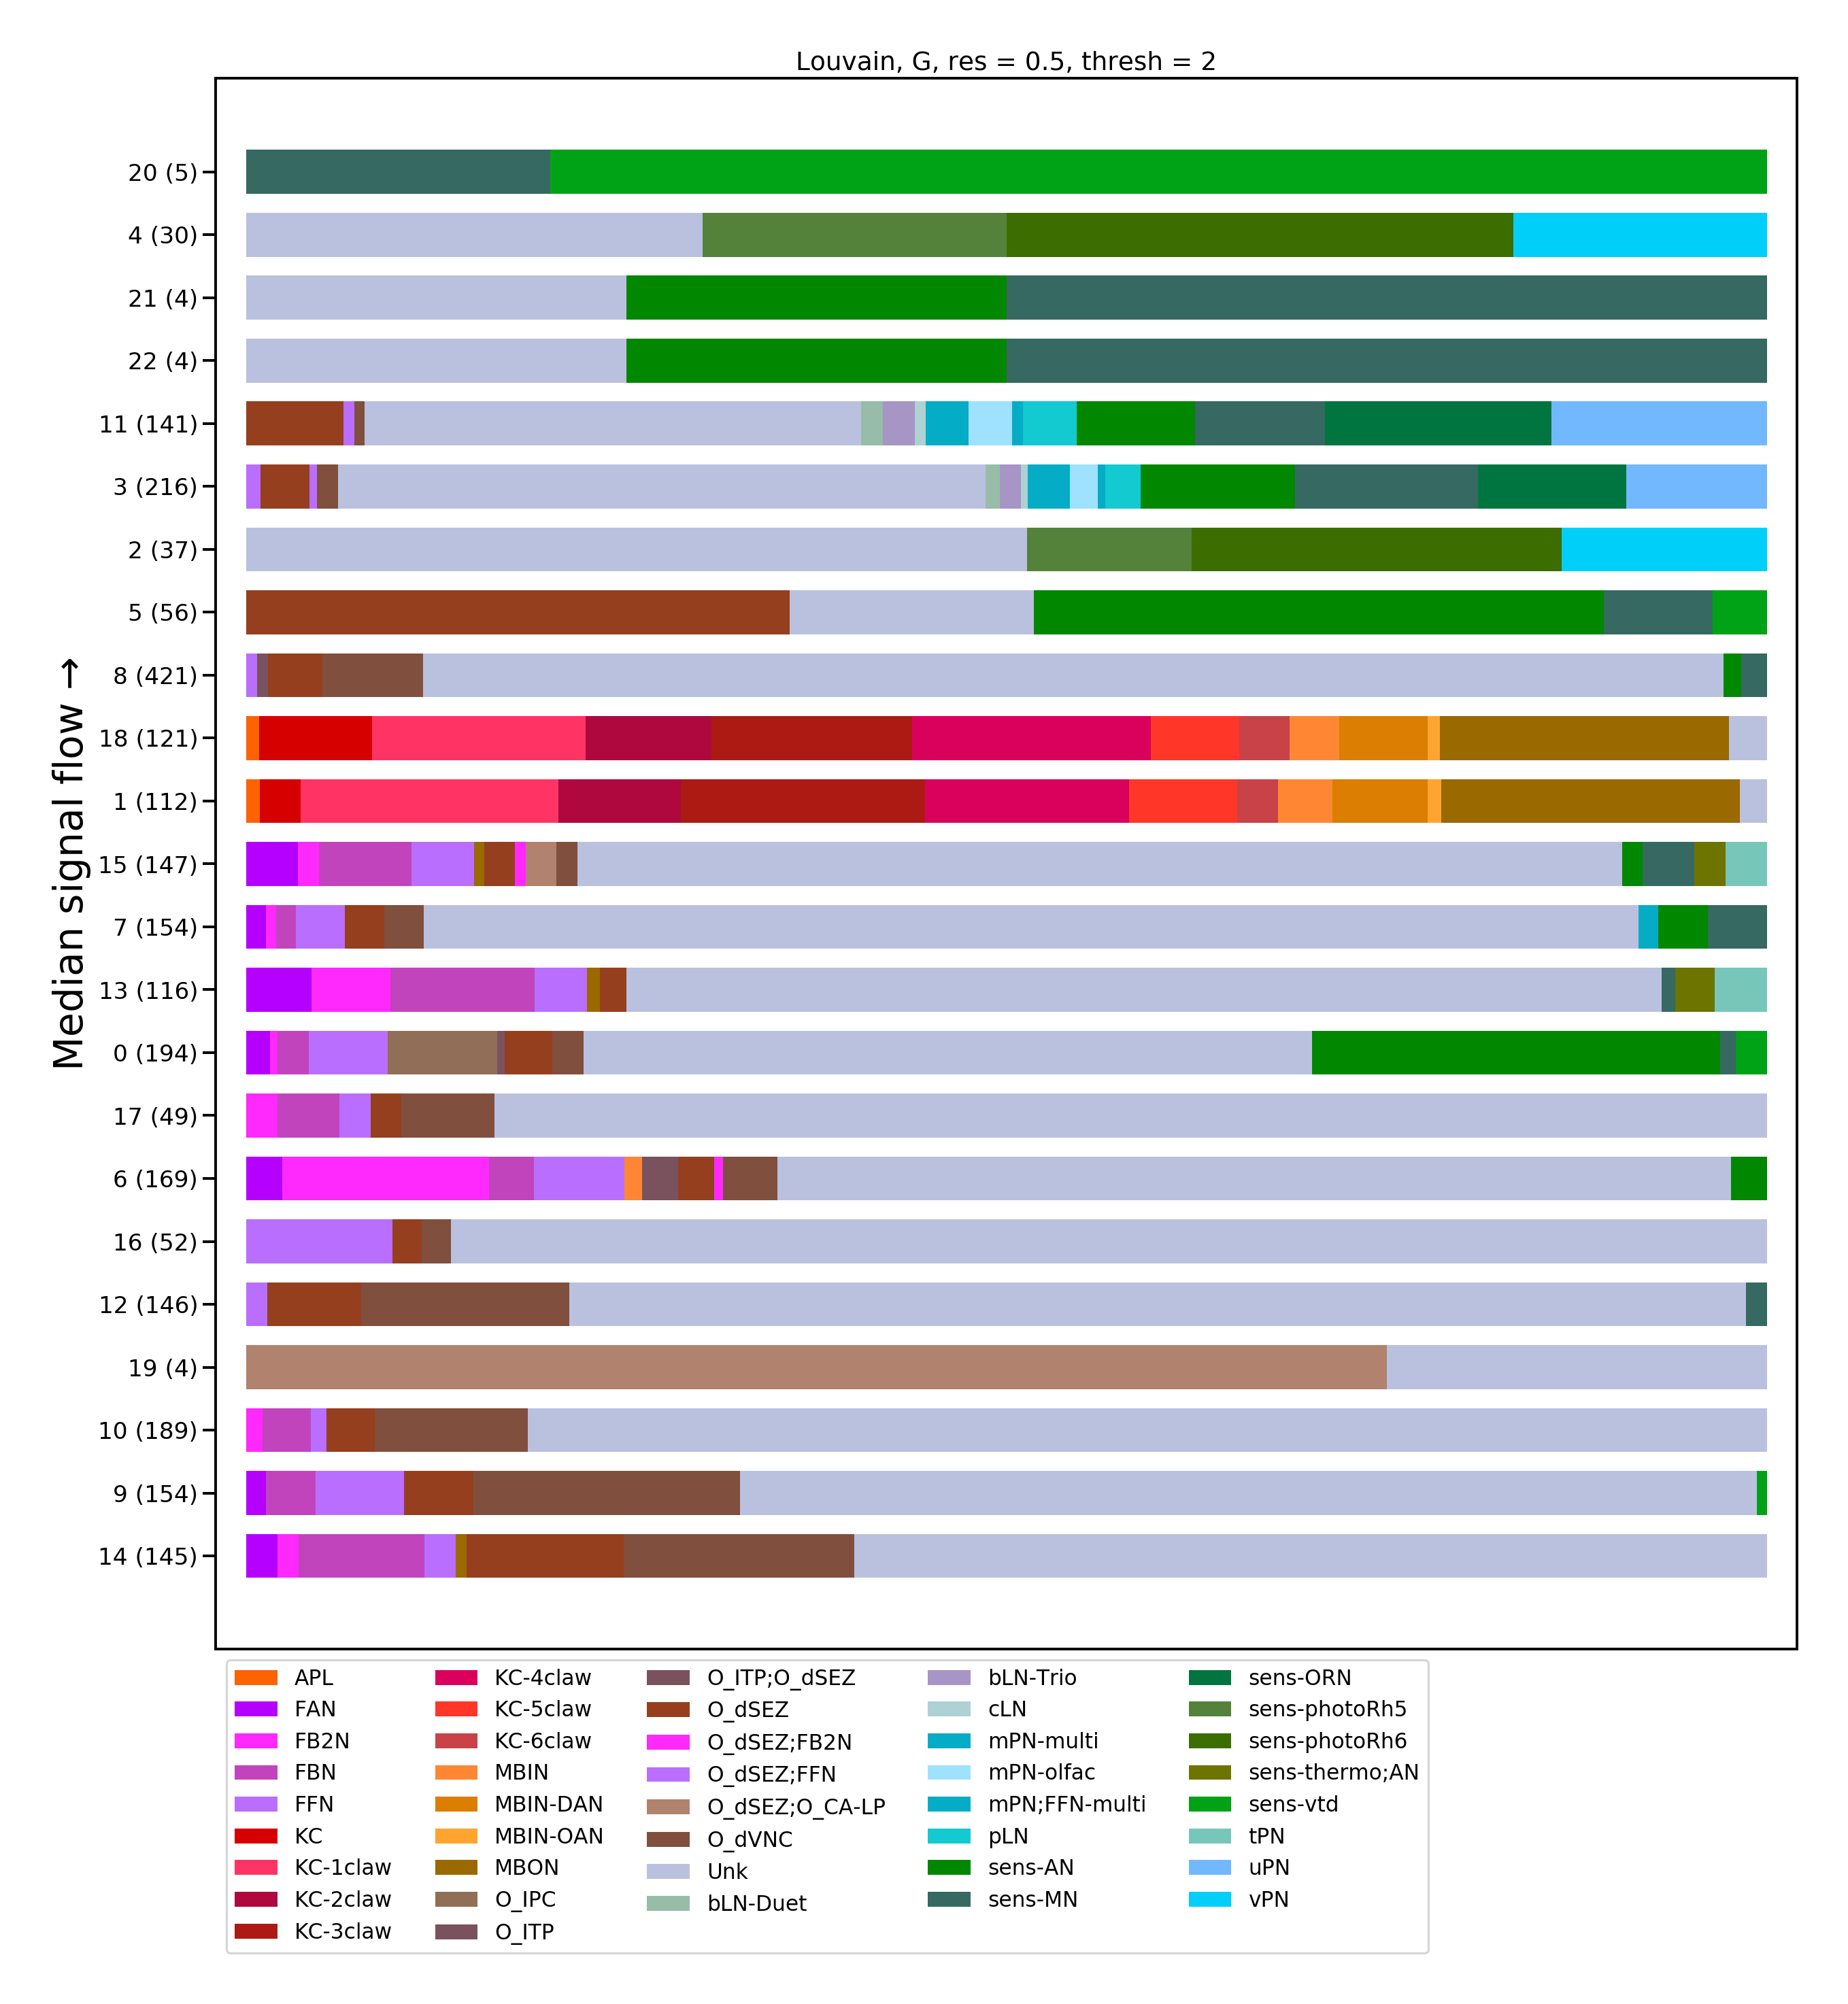 Louvain, G, res = 0.5, thresh = 2
Median signal flow →
20 (5)
4 (30)
21 (4)
22 (4)
11 (141)
3 (216)
2 (37)
5 (56)
8 (421)
18 (121)
1 (112)
15 (147)
7 (154)
13 (116)
0 (194)
17 (49)
6 (169)
16 (52)
12 (146)
19 (4)
10 (189)
9 (154)
14 (145)
APL
FAN
FB2N
FBN
FFN
KC
KC-1claw
KC-2claw
KC-3claw
KC-4claw
KC-5claw
KC-6claw
MBIN
MBIN-DAN
MBIN-OAN
MBON
O_IPC
O_ITP
O_ITP;O_dSEZ
O_dSEZ
O_dSEZ;FB2N
O_dSEZ;FFN
O_dSEZ;O_CA-LP
O_dVNC
Unk
bLN-Duet
bLN-Trio
cLN
mPN-multi
mPN-olfac
mPN;FFN-multi
pLN
sens-AN
sens-MN
sens-ORN
sens-photoRh5
sens-photoRh6
sens-thermo;AN
sens-vtd
tPN
uPN
vPN